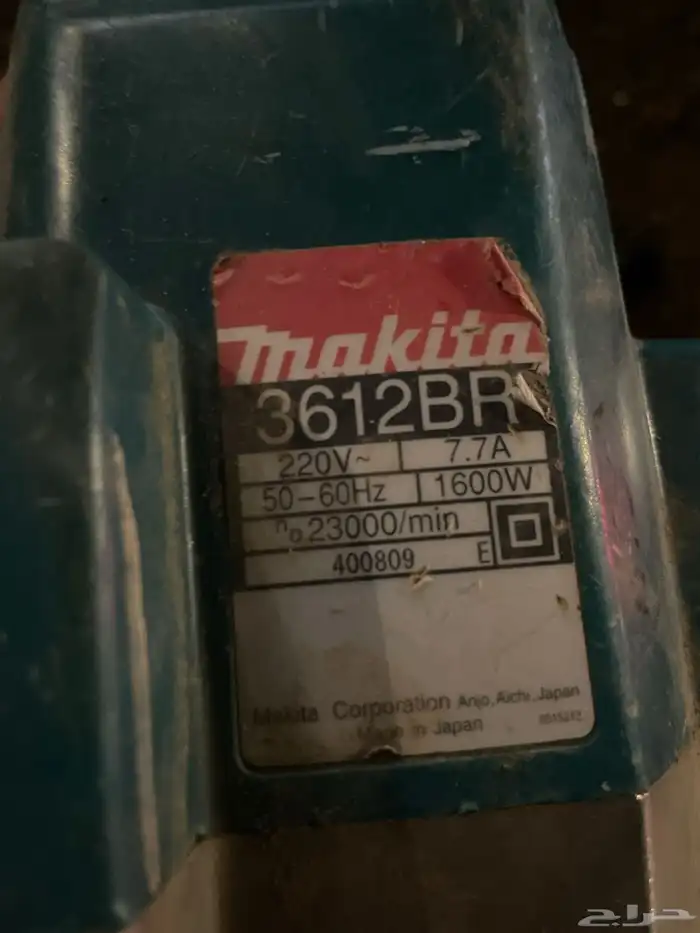 makita
3612BR
220V~ 7.7A
50-60Hz 1600W
n₀ 23000/min
400809 E
Makita Corporation Anjo, Aichi, Japan
Made in Japan
حراج